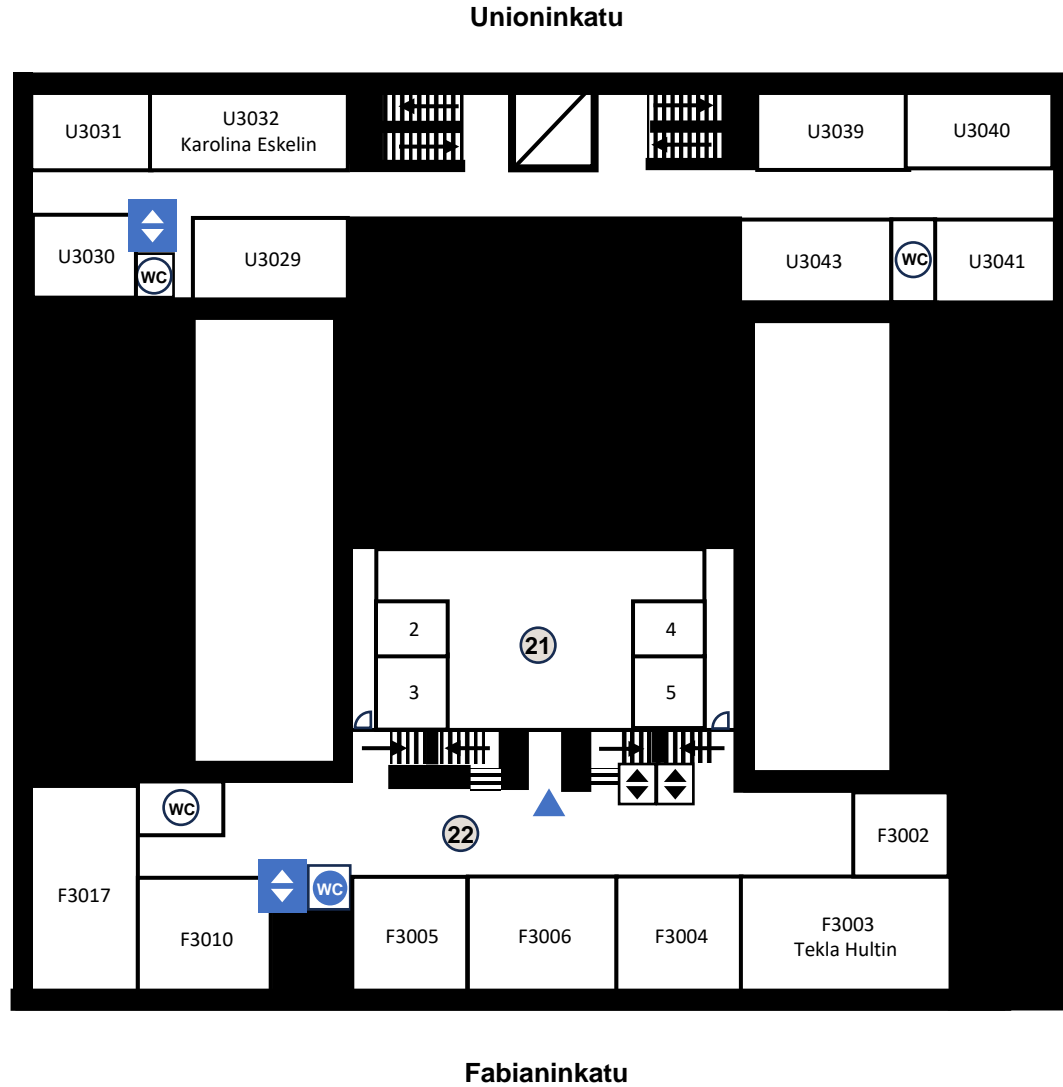 Unioninkatu
U3031
U3032
Karolina Eskelin
U3039
U3040
U3030
WC
U3029
U3043
WC
U3041
2
4
21
3
5
WC
22
F3002
F3017
WC
F3010
F3005
F3006
F3004
F3003
Tekla Hultin
Fabianinkatu